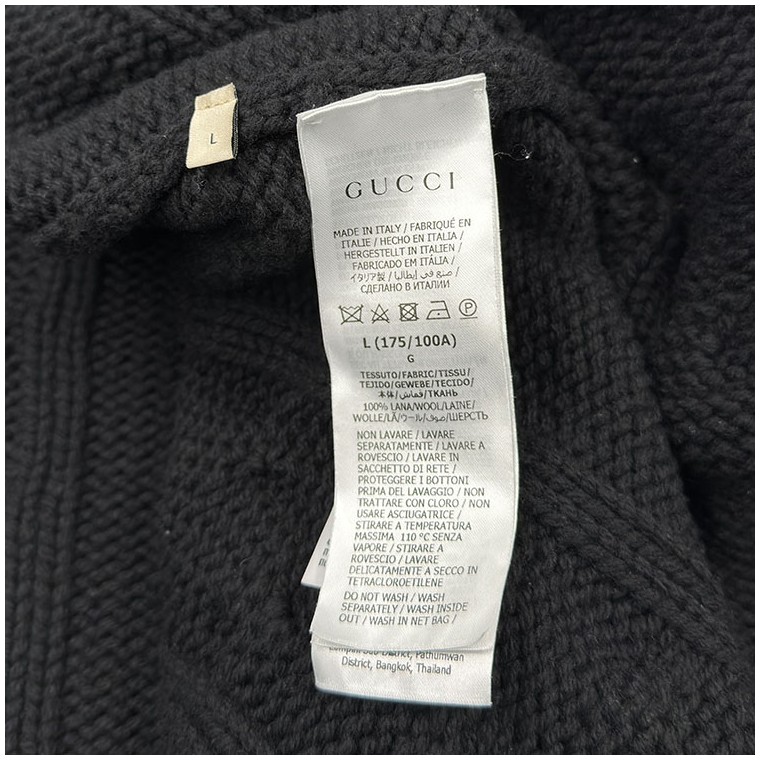 L
GUCCI
MADE IN ITALY / FABRIQUÉ EN
ITALIE / HECHO EN ITALIA /
HERGESTELLT IN ITALIEN /
FABRICADO EM ITÁLIA /
イタリア製 / صنع في إيطاليا /
СДЕЛАНО В ИТАЛИИ
P
L (175/100A)
G
TESSUTO/FABRIC/TISSU/
TEJIDO/GEWEBE/TECIDO/
本体/قماش/ТКАНЬ
100% LANA/WOOL/LAINE/
WOLLE/LÃ/ウール/صوف/ШЕРСТЬ
NON LAVARE / LAVARE
SEPARATAMENTE / LAVARE A
ROVESCIO / LAVARE IN
SACCHETTO DI RETE /
PROTEGGERE I BOTTONI
PRIMA DEL LAVAGGIO / NON
TRATTARE CON CLORO / NON
USARE ASCIUGATRICE /
STIRARE A TEMPERATURA
MASSIMA 110 °C SENZA
VAPORE / STIRARE A
ROVESCIO / LAVARE
DELICATAMENTE A SECCO IN
TETRACLOROETILENE
DO NOT WASH / WASH
SEPARATELY / WASH INSIDE
OUT / WASH IN NET BAG /
District, Pathumwan
District, Bangkok, Thailand